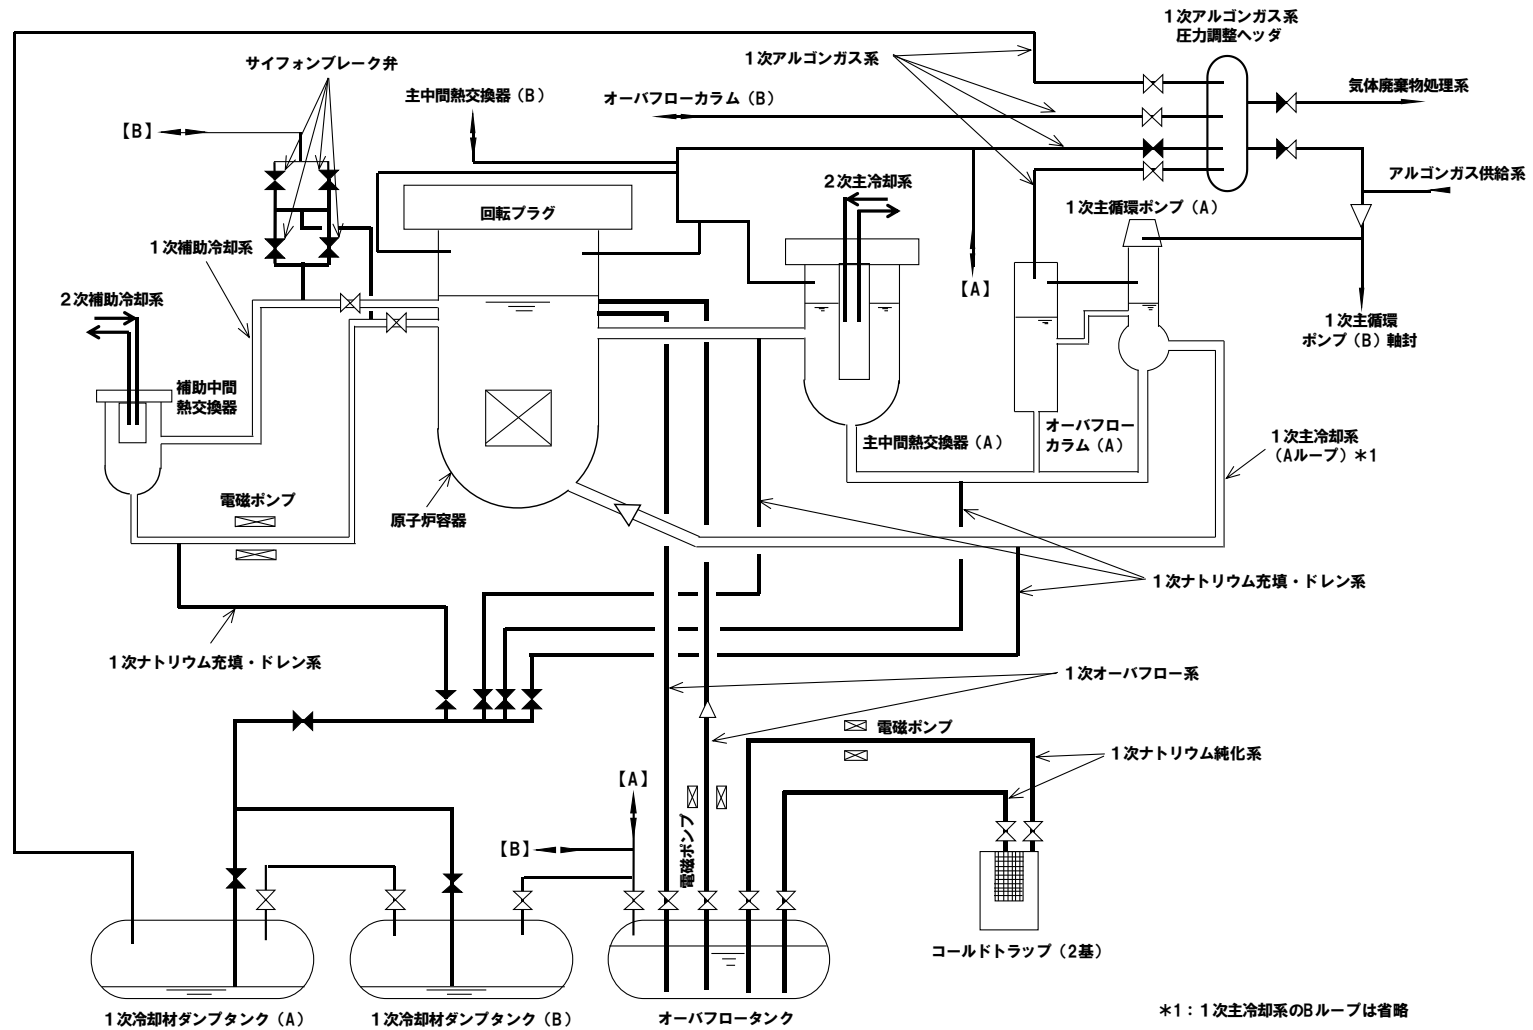 1次アルゴンガス系
圧力調整ヘッダ
1次アルゴンガス系
サイフォンブレーク弁
気体廃棄物処理系
主中間熱交換器（B）
オーバフローカラム（B）
【B】
アルゴンガス供給系
2次主冷却系
回転プラグ
1次主循環ポンプ（A）
1次補助冷却系
【A】
2次補助冷却系
1次主循環
ポンプ（B）軸封
補助中間
熱交換器
オーバフロー
カラム（A）
主中間熱交換器（A）
1次主冷却系
（Aループ）＊1
電磁ポンプ
原子炉容器
1次ナトリウム充填・ドレン系
1次ナトリウム充填・ドレン系
1次オーバフロー系
電磁ポンプ
1次ナトリウム純化系
【A】
電磁ポンプ
【B】
コールドトラップ（2基）
1次冷却材ダンプタンク（A）
1次冷却材ダンプタンク（B）
オーバフロータンク
＊1：1次主冷却系のBループは省略